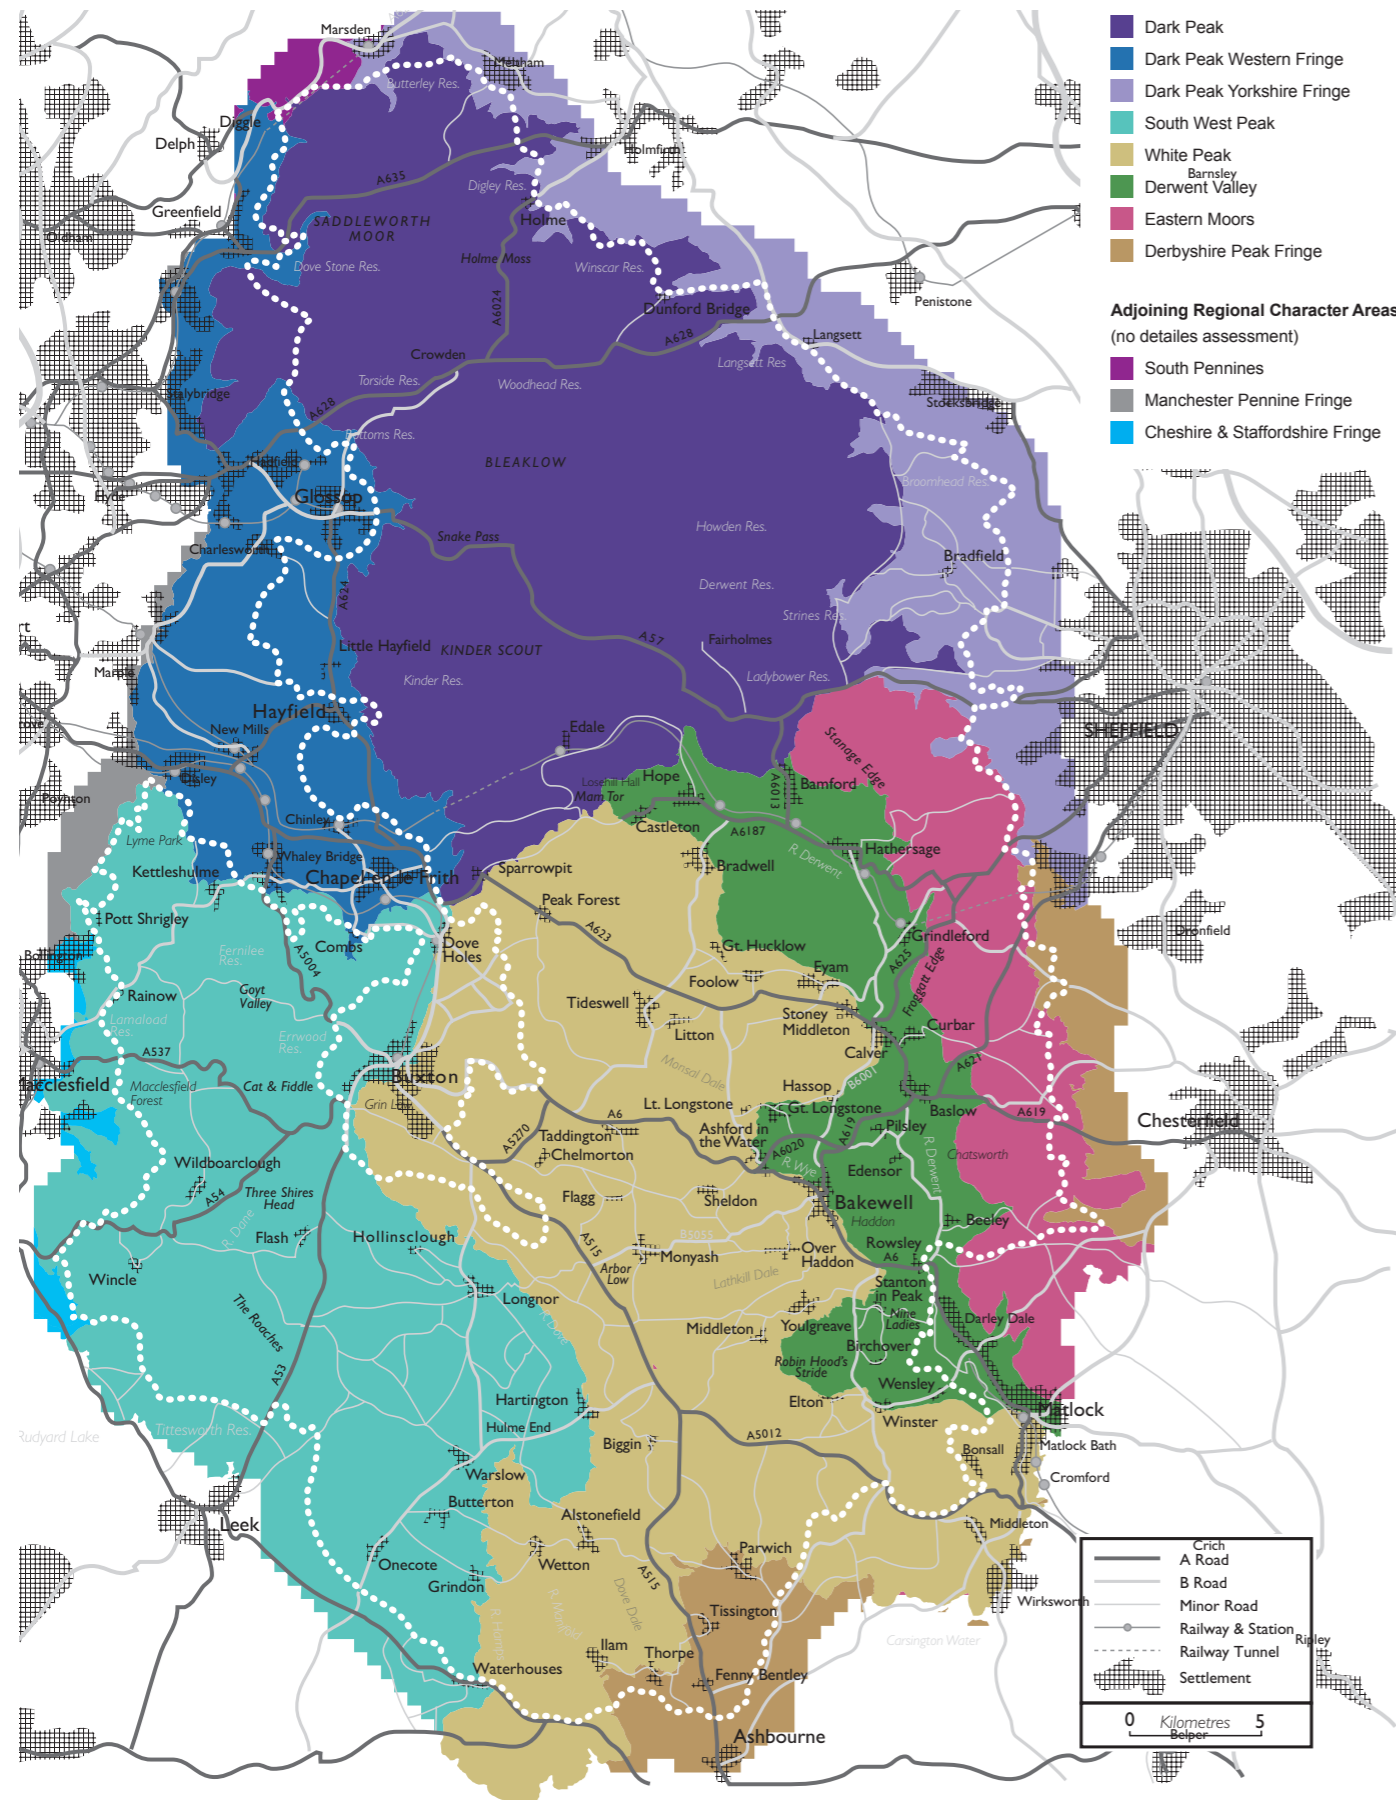 Dark Peak
Dark Peak Western Fringe
Dark Peak Yorkshire Fringe
South West Peak
White Peak
Barnsley
Derwent Valley
Eastern Moors
Derbyshire Peak Fringe
Adjoining Regional Character Areas
(no detailes assessment)
South Pennines
Manchester Pennine Fringe
Cheshire & Staffordshire Fringe
Marsden
Meltham
Butterley Res.
Diggle
Delph
Holmfirth
A635
Digley Res.
Greenfield
SADDLEWORTH
MOOR
Holme
Oldham
Holme Moss
Dove Stone Res.
Winscar Res.
Penistone
A6024
Dunford Bridge
A628
Langsett
Crowden
Langsett Res
Torside Res.
Woodhead Res.
Stalybridge
A628
Stocksbridge
Bottoms Res.
Hadfield
BLEAKLOW
Broomhead Res.
Hyde
Glossop
Howden Res.
Snake Pass
Charlesworth
Bradfield
Derwent Res.
A624
Strines Res.
A57
Fairholmes
Little Hayfield
KINDER SCOUT
Marple
Kinder Res.
Ladybower Res.
Hayfield
New Mills
Edale
Stanage Edge
SHEFFIELD
Disley
Losehill Hall
Hope
Bamford
A6013
Poynton
Mam Tor
Chinley
Castleton
A6187
Lyme Park
R. Derwent
Hathersage
Whaley Bridge
Kettleshulme
Chapel en le Frith
Sparrowpit
Bradwell
Peak Forest
Pott Shrigley
A623
Dronfield
Combs
Dove
Holes
Gt. Hucklow
Grindleford
Bollington
Fernilee
Res.
A5004
A625
Froggatt Edge
Foolow
Eyam
Rainow
Goyt
Valley
Tideswell
Stoney
Middleton
Lamaload
Res.
Litton
Curbar
Errwood
Res.
Calver
A537
Monsal Dale
A621
Macclesfield
Macclesfield
Forest
Cat & Fiddle
Buxton
Hassop
B6001
Lt. Longstone
Gt. Longstone
Baslow
A619
Chesterfield
A6
Ashford in
the Water
A619
Pilsley
A5270
Taddington
Chelmorton
A6020
R. Wye
R. Derwent
Chatsworth
Wildboarclough
Edensor
Three Shires
Head
A54
Flagg
Sheldon
Bakewell
Haddon
Beeley
R. Dane
Flash
Hollinsclough
B5055
Rowsley
A515
Monyash
Over
Haddon
A6
Wincle
Arbor
Low
Lathkill Dale
Stanton
in Peak
Longnor
Nine
Ladies
Darley Dale
The Roaches
R. Dove
Middleton
Youlgreave
Birchover
Robin Hood's
Stride
A53
Wensley
Hartington
Elton
Matlock
Rudyard Lake
Tittesworth Res.
Hulme End
Winster
Biggin
A5012
Matlock Bath
Bonsall
Warslow
Cromford
Butterton
Alstonefield
Leek
Middleton
Parwich
Onecote
Wetton
Grindon
A515
Dove Dale
R. Manifold
R. Hamps
Wirksworth
Tissington
Carsington Water
Ilam
Thorpe
Waterhouses
Fenny Bentley
Ashbourne
Crich
A Road
B Road
Minor Road
Railway & Station
Ripley
Railway Tunnel
Settlement
0 Kilometres 5
Belper